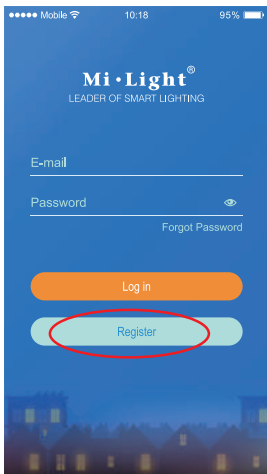 ●●●●● Mobile 10:18 95%
Mi·Light®
LEADER OF SMART LIGHTING
E-mail
Password
Forgot Password
Log in
Register